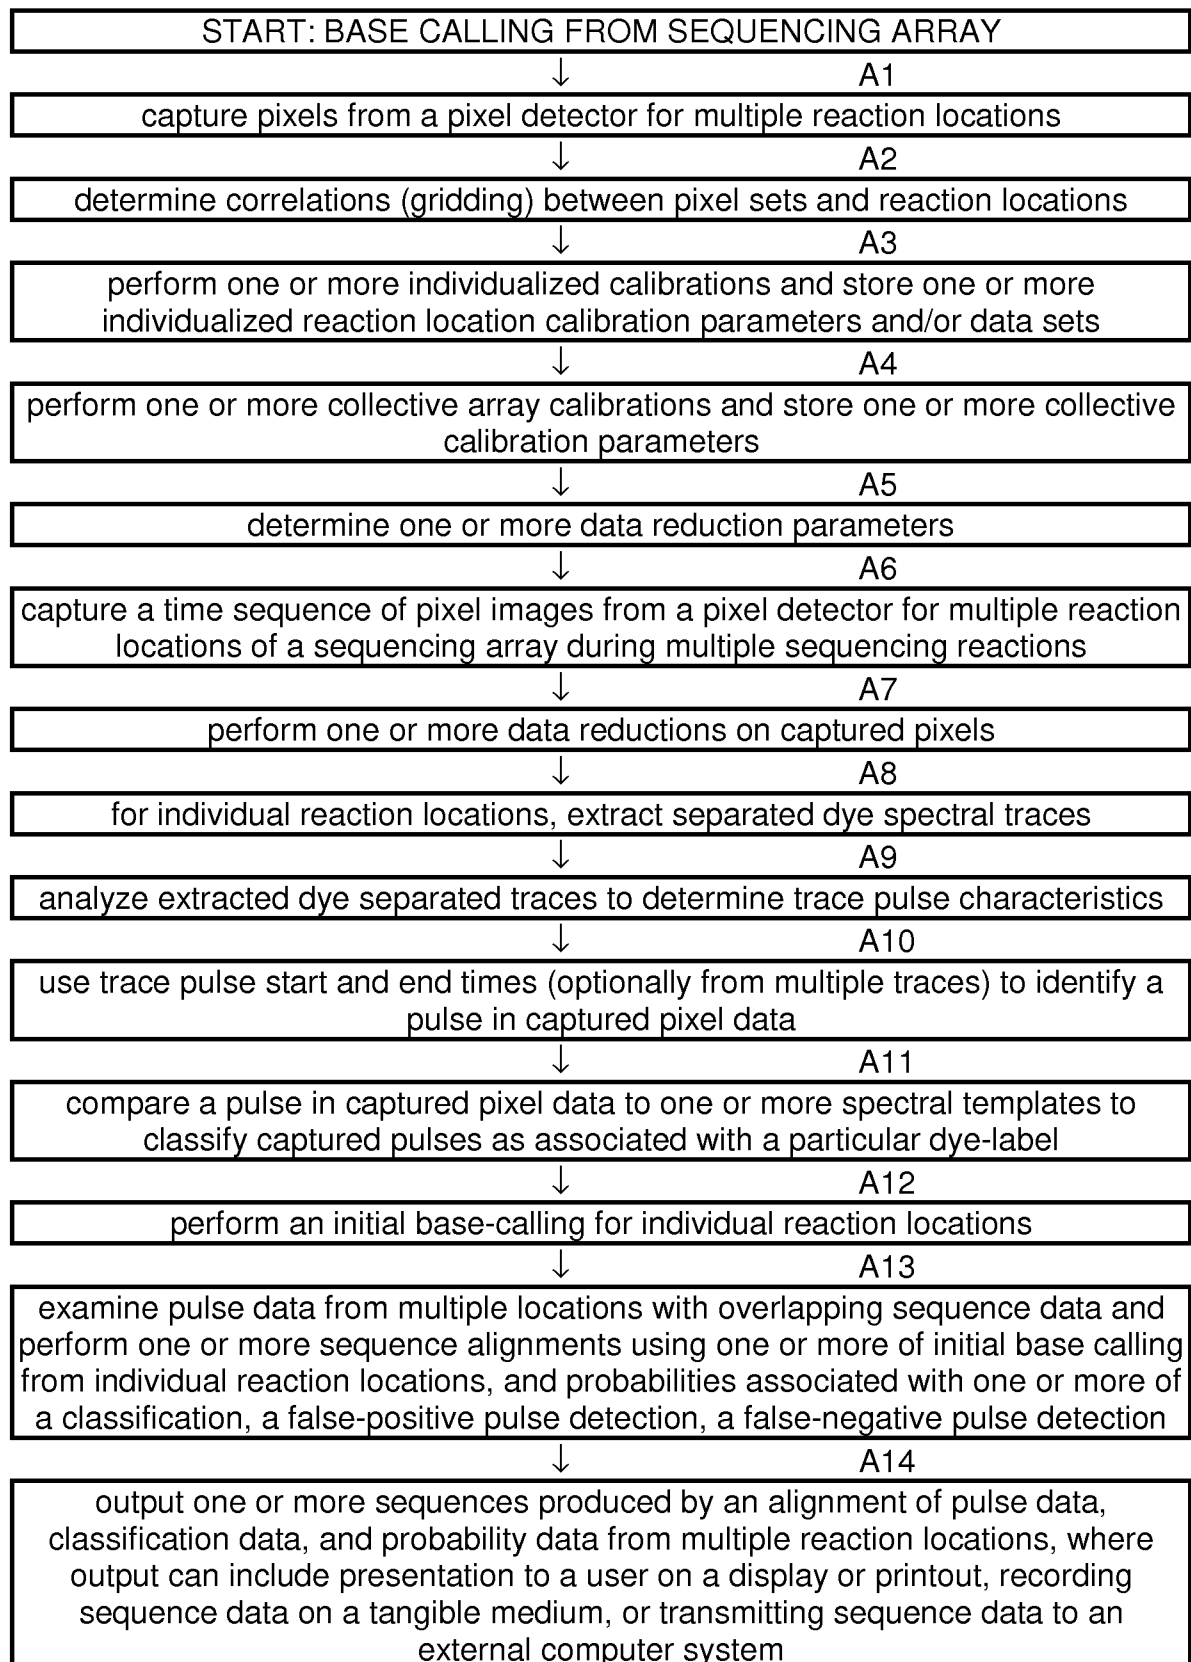 START: BASE CALLING FROM SEQUENCING ARRAY
↓ A1
capture pixels from a pixel detector for multiple reaction locations
↓ A2
determine correlations (gridding) between pixel sets and reaction locations
↓ A3
perform one or more individualized calibrations and store one or more
individualized reaction location calibration parameters and/or data sets
↓ A4
perform one or more collective array calibrations and store one or more collective
calibration parameters
↓ A5
determine one or more data reduction parameters
↓ A6
capture a time sequence of pixel images from a pixel detector for multiple reaction
locations of a sequencing array during multiple sequencing reactions
↓ A7
perform one or more data reductions on captured pixels
↓ A8
for individual reaction locations, extract separated dye spectral traces
↓ A9
analyze extracted dye separated traces to determine trace pulse characteristics
↓ A10
use trace pulse start and end times (optionally from multiple traces) to identify a
pulse in captured pixel data
↓ A11
compare a pulse in captured pixel data to one or more spectral templates to
classify captured pulses as associated with a particular dye-label
↓ A12
perform an initial base-calling for individual reaction locations
↓ A13
examine pulse data from multiple locations with overlapping sequence data and
perform one or more sequence alignments using one or more of initial base calling
from individual reaction locations, and probabilities associated with one or more of
a classification, a false-positive pulse detection, a false-negative pulse detection
↓ A14
output one or more sequences produced by an alignment of pulse data,
classification data, and probability data from multiple reaction locations, where
output can include presentation to a user on a display or printout, recording
sequence data on a tangible medium, or transmitting sequence data to an
external computer system